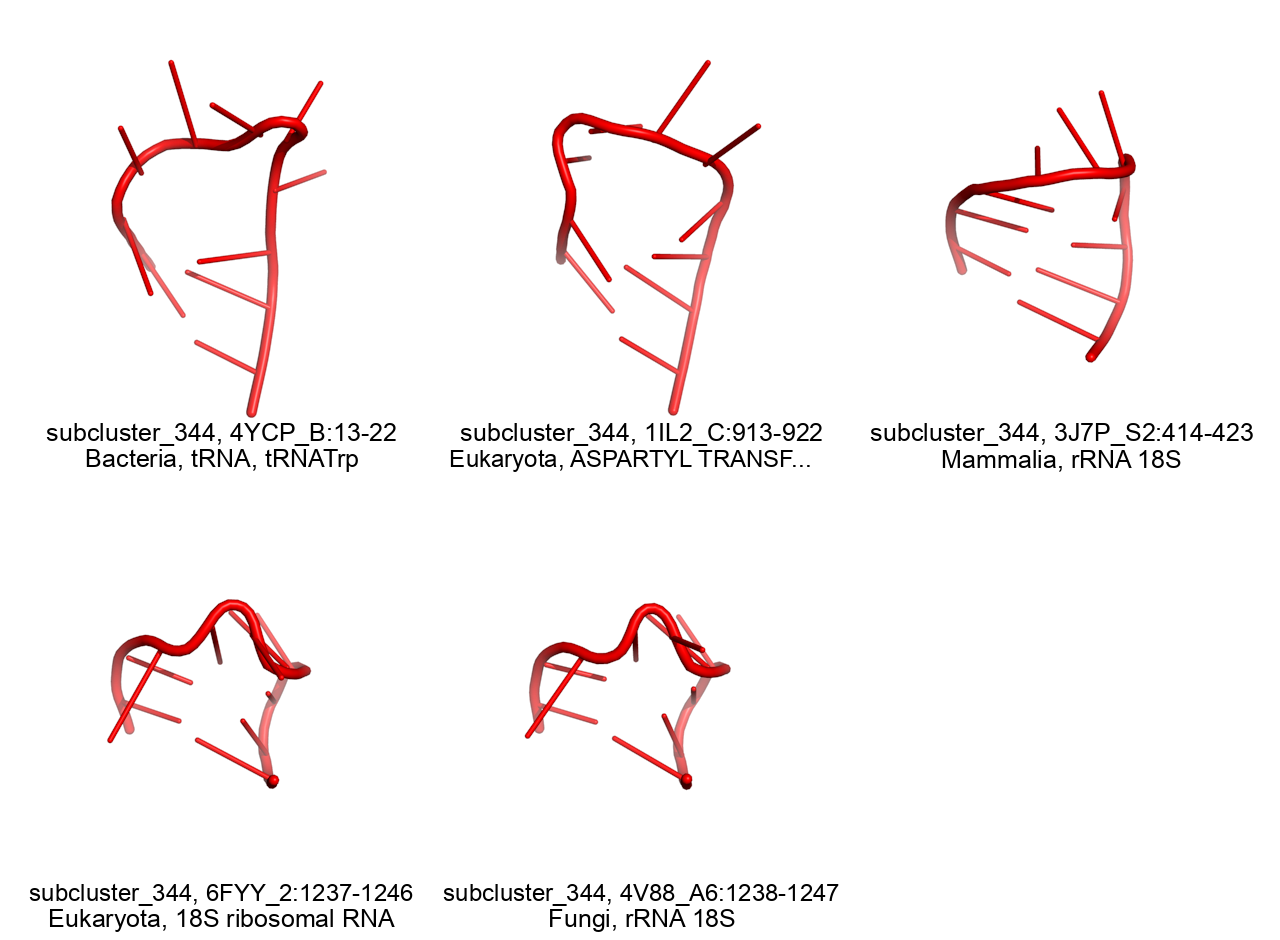 subcluster_344, 4YCP_B:13-22
Bacteria, tRNA, tRNATrp
subcluster_344, 1IL2_C:913-922
Eukaryota, ASPARTYL TRANSF...
subcluster_344, 3J7P_S2:414-423
Mammalia, rRNA 18S
subcluster_344, 6FYY_2:1237-1246
Eukaryota, 18S ribosomal RNA
subcluster_344, 4V88_A6:1238-1247
Fungi, rRNA 18S